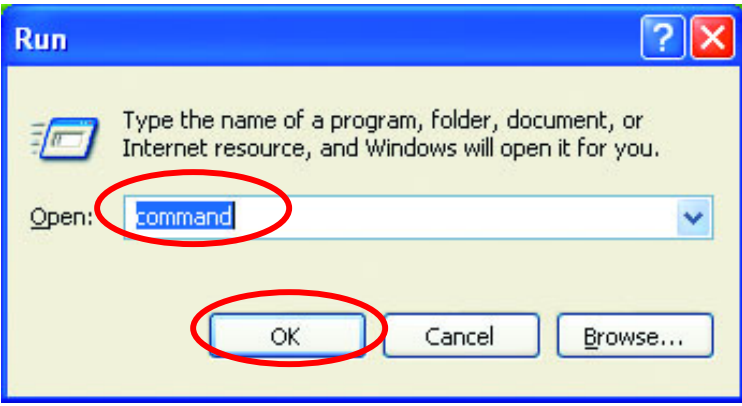 Run
Type the name of a program, folder, document, or
Internet resource, and Windows will open it for you.
Open: command
OK Cancel Browse...